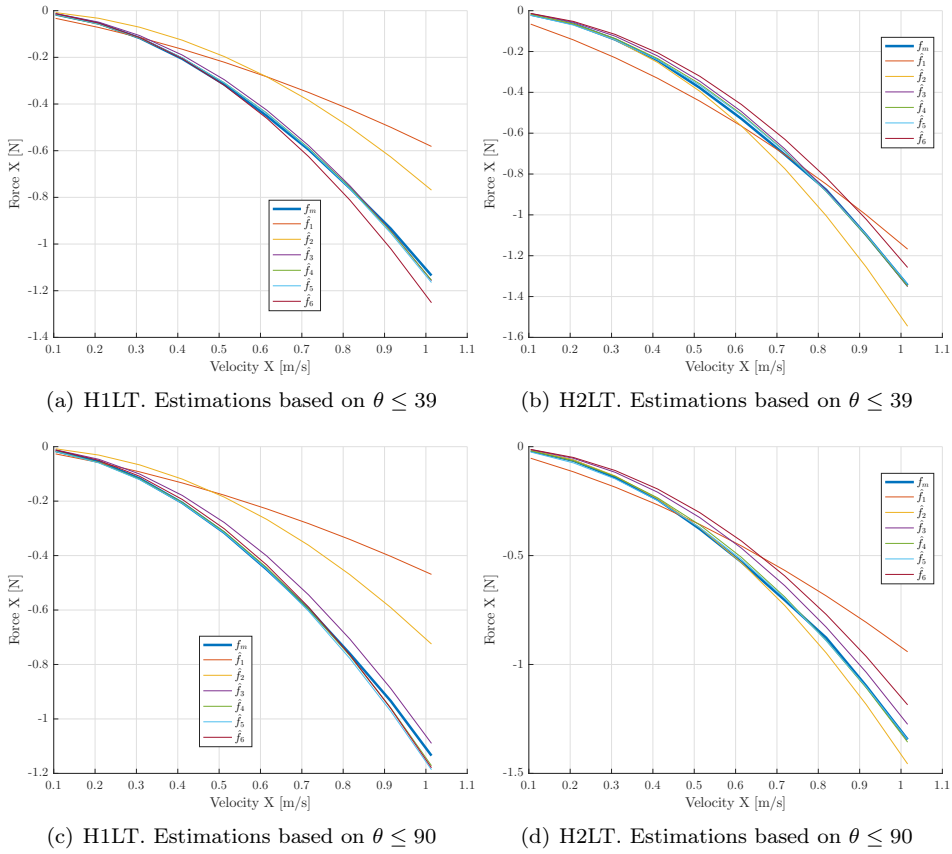 0
-0.2
-0.4
-0.6
-0.8
-1
-1.2
-1.4
Force X [N]
0.1 0.2 0.3 0.4 0.5 0.6 0.7 0.8 0.9 1 1.1
Velocity X [m/s]
f_m
f̂_1
f̂_2
f̂_3
f̂_4
f̂_5
f̂_6
(a) H1LT. Estimations based on θ ≤ 39
0
-0.2
-0.4
-0.6
-0.8
-1
-1.2
-1.4
-1.6
Force X [N]
0.1 0.2 0.3 0.4 0.5 0.6 0.7 0.8 0.9 1 1.1
Velocity X [m/s]
f_m
f̂_1
f̂_2
f̂_3
f̂_4
f̂_5
f̂_6
(b) H2LT. Estimations based on θ ≤ 39
0
-0.2
-0.4
-0.6
-0.8
-1
-1.2
Force X [N]
0.1 0.2 0.3 0.4 0.5 0.6 0.7 0.8 0.9 1 1.1
Velocity X [m/s]
f_m
f̂_1
f̂_2
f̂_3
f̂_4
f̂_5
f̂_6
(c) H1LT. Estimations based on θ ≤ 90
0
-0.5
-1
-1.5
Force X [N]
0.1 0.2 0.3 0.4 0.5 0.6 0.7 0.8 0.9 1 1.1
Velocity X [m/s]
f_m
f̂_1
f̂_2
f̂_3
f̂_4
f̂_5
f̂_6
(d) H2LT. Estimations based on θ ≤ 90